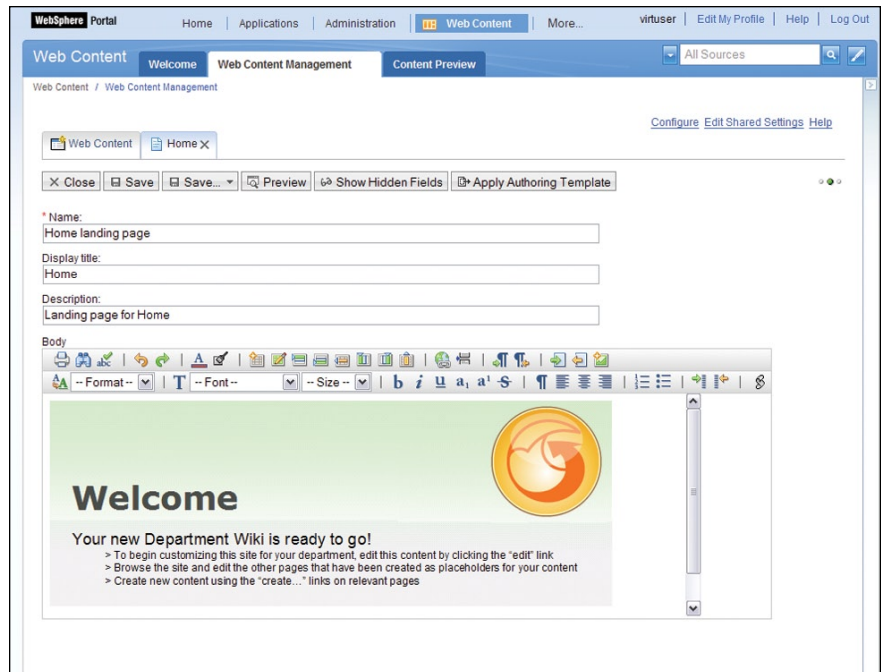 WebSphere Portal
Home | Applications | Administration | Web Content | More...
virtuser | Edit My Profile | Help | Log Out
Web Content
Welcome
Web Content Management
Content Preview
All Sources
Web Content / Web Content Management
Configure Edit Shared Settings Help
Web Content
Home
Close
Save
Save...
Preview
Show Hidden Fields
Apply Authoring Template
* Name:
Home landing page
Display title:
Home
Description:
Landing page for Home
Body
abc
A
-- Format -- T -- Font -- -- Size -- b i u a₁ a¹ S ¶
Welcome
Your new Department Wiki is ready to go!
> To begin customizing this site for your department, edit this content by clicking the "edit" link
> Browse the site and edit the other pages that have been created as placeholders for your content
> Create new content using the "create…" links on relevant pages